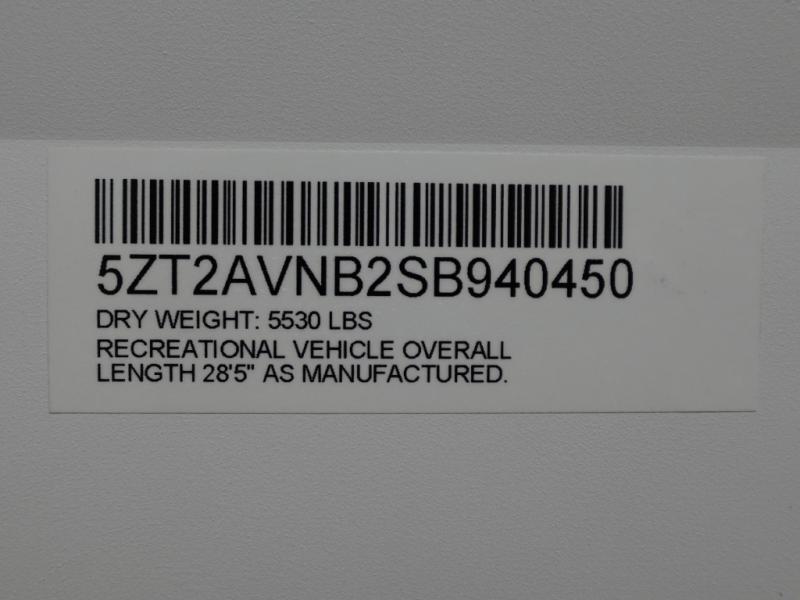 5ZT2AVNB2SB940450
DRY WEIGHT: 5530 LBS
RECREATIONAL VEHICLE OVERALL
LENGTH 28'5" AS MANUFACTURED.